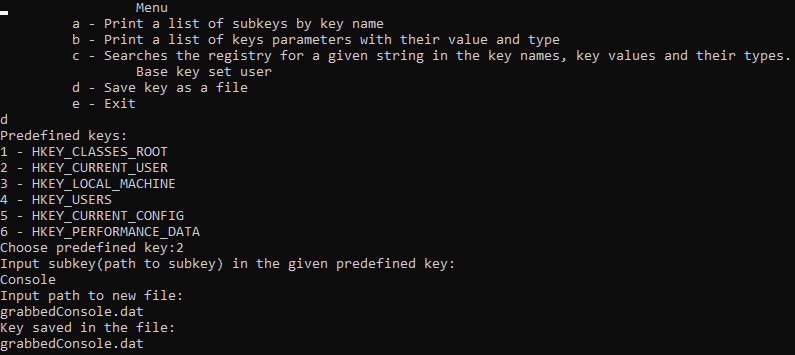 Menu
a - Print a list of subkeys by key name
b - Print a list of keys parameters with their value and type
c - Searches the registry for a given string in the key names, key values and their types.
Base key set user
d - Save key as a file
e - Exit
d
Predefined keys:
1 - HKEY_CLASSES_ROOT
2 - HKEY_CURRENT_USER
3 - HKEY_LOCAL_MACHINE
4 - HKEY_USERS
5 - HKEY_CURRENT_CONFIG
6 - HKEY_PERFORMANCE_DATA
Choose predefined key:2
Input subkey(path to subkey) in the given predefined key:
Console
Input path to new file:
grabbedConsole.dat
Key saved in the file:
grabbedConsole.dat